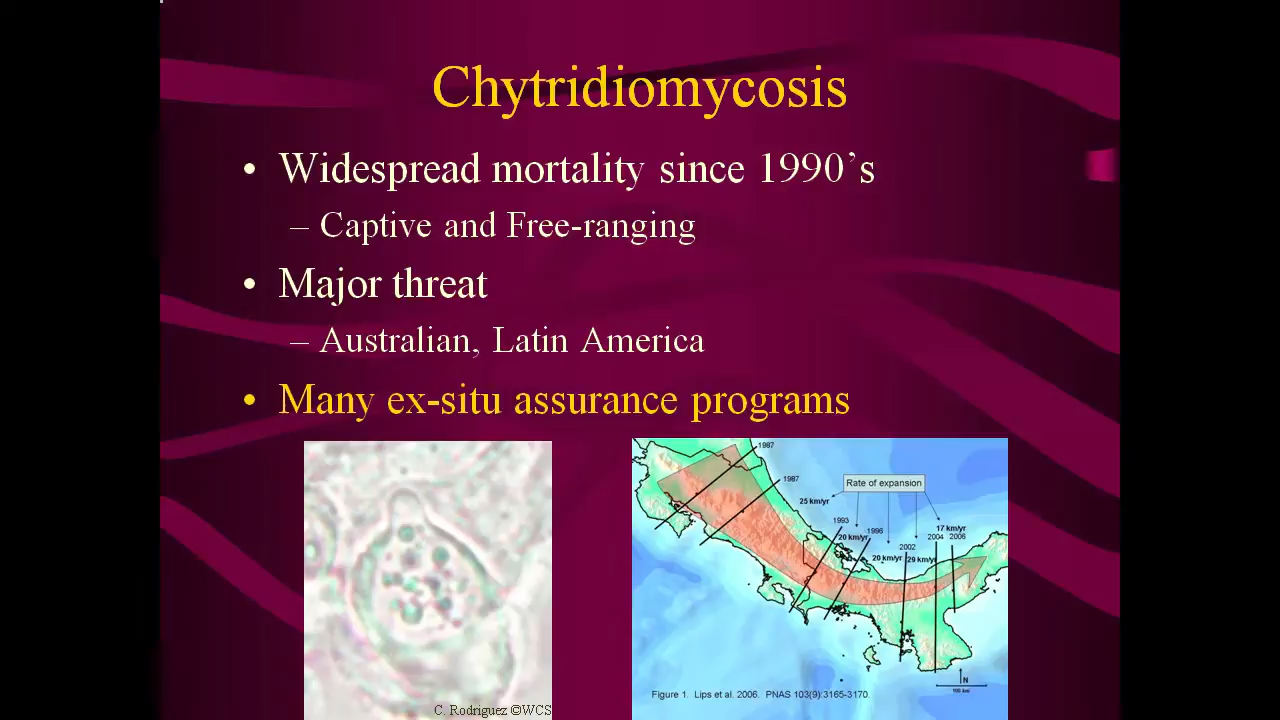 Chytridiomycosis
• Widespread mortality since 1990’s
– Captive and Free-ranging
• Major threat
– Australian, Latin America
• Many ex-situ assurance programs
C. Rodriguez ©WCS
1987
1987
Rate of expansion
25 km/yr
1993
20 km/yr
1996
20 km/yr
2002
29 km/yr
17 km/yr
2004
2006
N
100 km
Figure 1. Lips et al. 2006. PNAS 103(9):3165-3170.